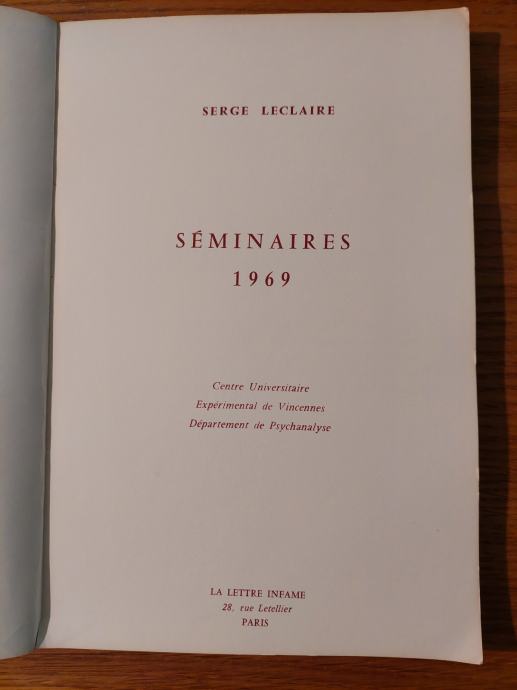 SERGE LECLAIRE
SÉMINAIRES
1969
Centre Universitaire
Expérimental de Vincennes
Département de Psychanalyse
LA LETTRE INFAME
28, rue Letellier
PARIS